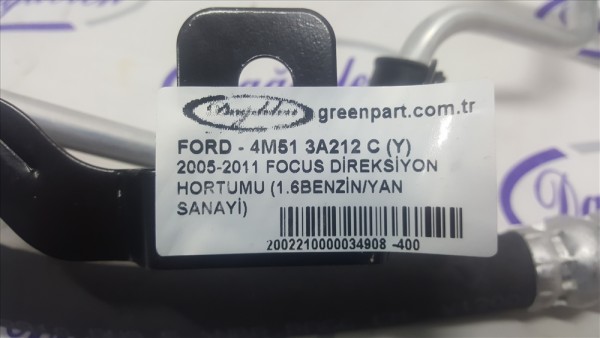 greenpart.com.tr
FORD - 4M51 3A212 C (Y)
2005-2011 FOCUS DİREKSİYON
HORTUMU (1.6BENZİN/YAN
SANAYİ)
2002210000034908 -400